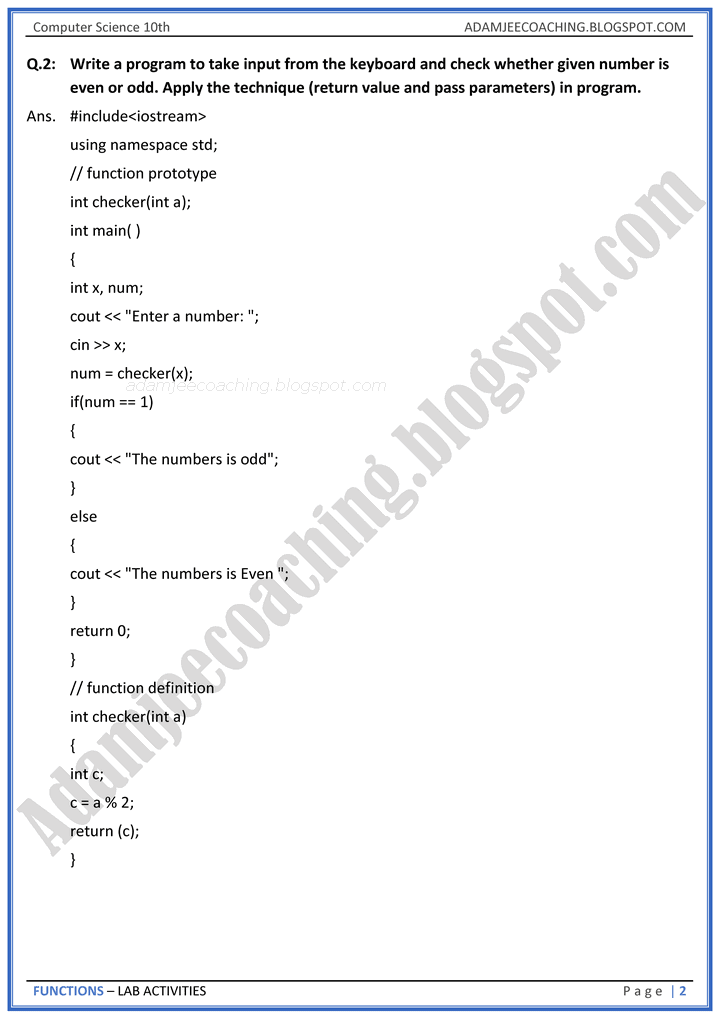 Computer Science 10th ADAMJEECOACHING.BLOGSPOT.COM
Q.2: Write a program to take input from the keyboard and check whether given number is
even or odd. Apply the technique (return value and pass parameters) in program.
Ans. #include<iostream>
using namespace std;
// function prototype
int checker(int a);
int main( )
{
int x, num;
cout << "Enter a number: ";
cin >> x;
num = checker(x);
adamjeecoaching.blogspot.com
if(num == 1)
{
cout << "The numbers is odd";
}
else
{
cout << "The numbers is Even ";
}
return 0;
}
// function definition
int checker(int a)
{
int c;
c = a % 2;
return (c);
}
Adamjeecoaching.blogspot.com
FUNCTIONS – LAB ACTIVITIES Page | 2